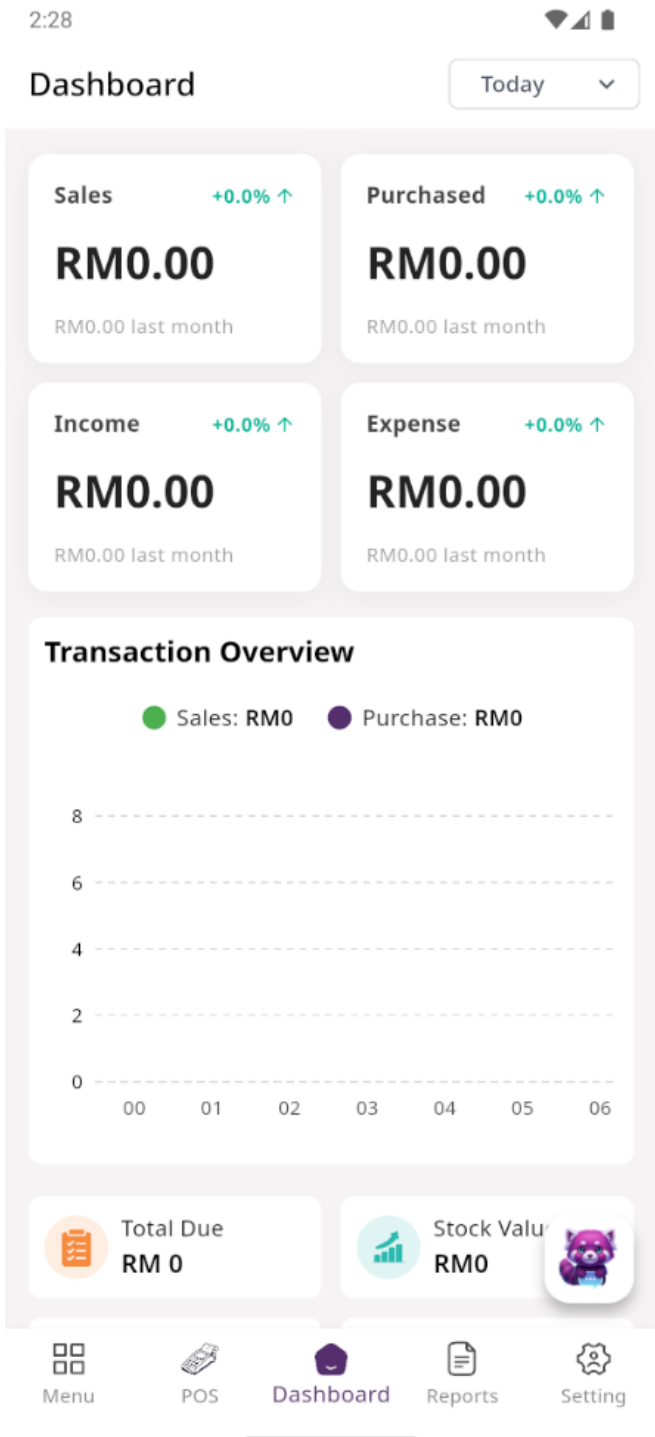 2:28
Dashboard
Today
Sales +0.0% ↑
RM0.00
RM0.00 last month
Purchased +0.0% ↑
RM0.00
RM0.00 last month
Income +0.0% ↑
RM0.00
RM0.00 last month
Expense +0.0% ↑
RM0.00
RM0.00 last month
Transaction Overview
Sales: RM0 Purchase: RM0
8
6
4
2
0
00 01 02 03 04 05 06
Total Due
RM 0
Stock Valu
RM0
Menu POS Dashboard Reports Setting